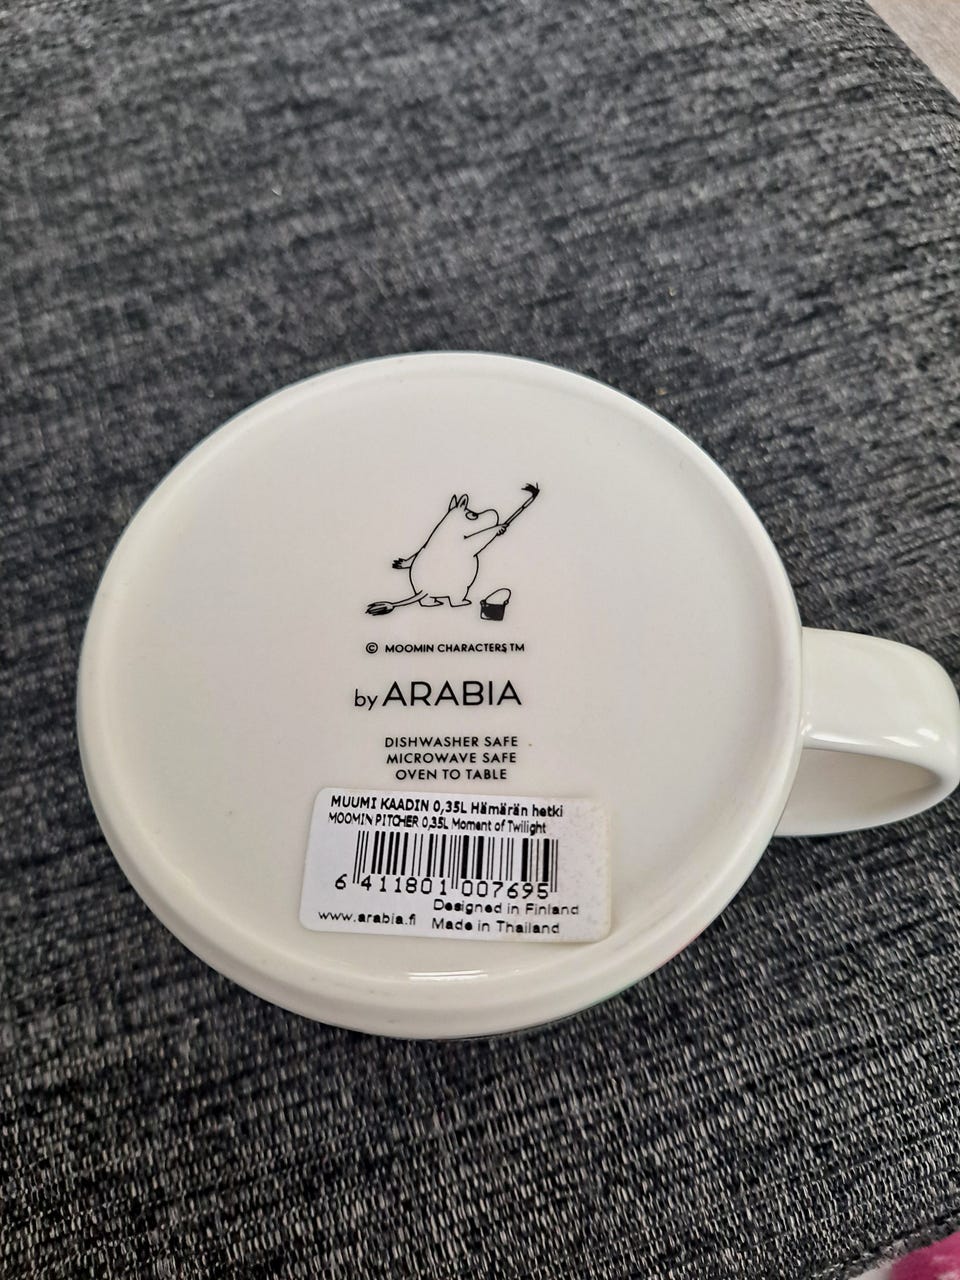 © MOOMIN CHARACTERS TM
by ARABIA
DISHWASHER SAFE
MICROWAVE SAFE
OVEN TO TABLE
MUUMI KAADIN 0,35L Hämärän hetki
MOOMIN PITCHER 0,35L Moment of Twilight
6 411801 007695
Designed in Finland
www.arabia.fi Made in Thailand